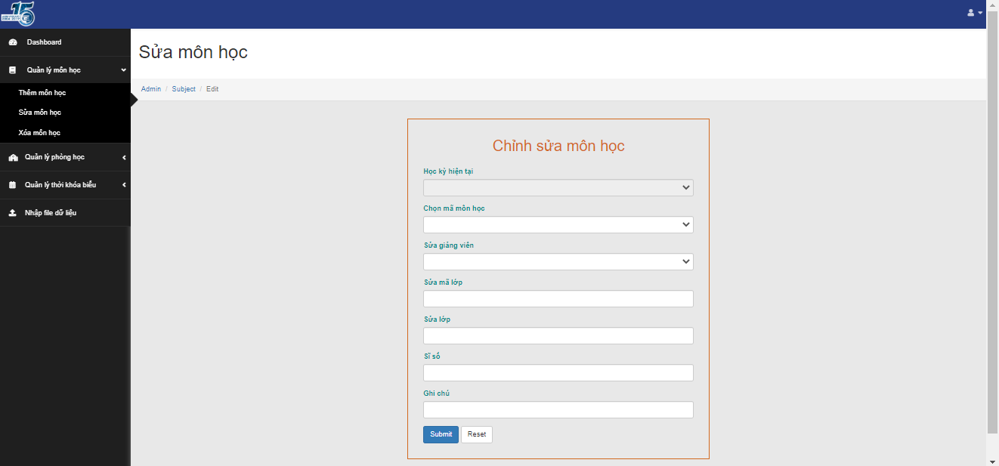 15
Dashboard
Quản lý môn học
Thêm môn học
Sửa môn học
Xóa môn học
Quản lý phòng học
Quản lý thời khóa biểu
Nhập file dữ liệu
Sửa môn học
Admin / Subject / Edit
Chỉnh sửa môn học
Học kỳ hiện tại
Chọn mã môn học
Sửa giảng viên
Sửa mã lớp
Sửa lớp
Sĩ số
Ghi chú
Submit Reset